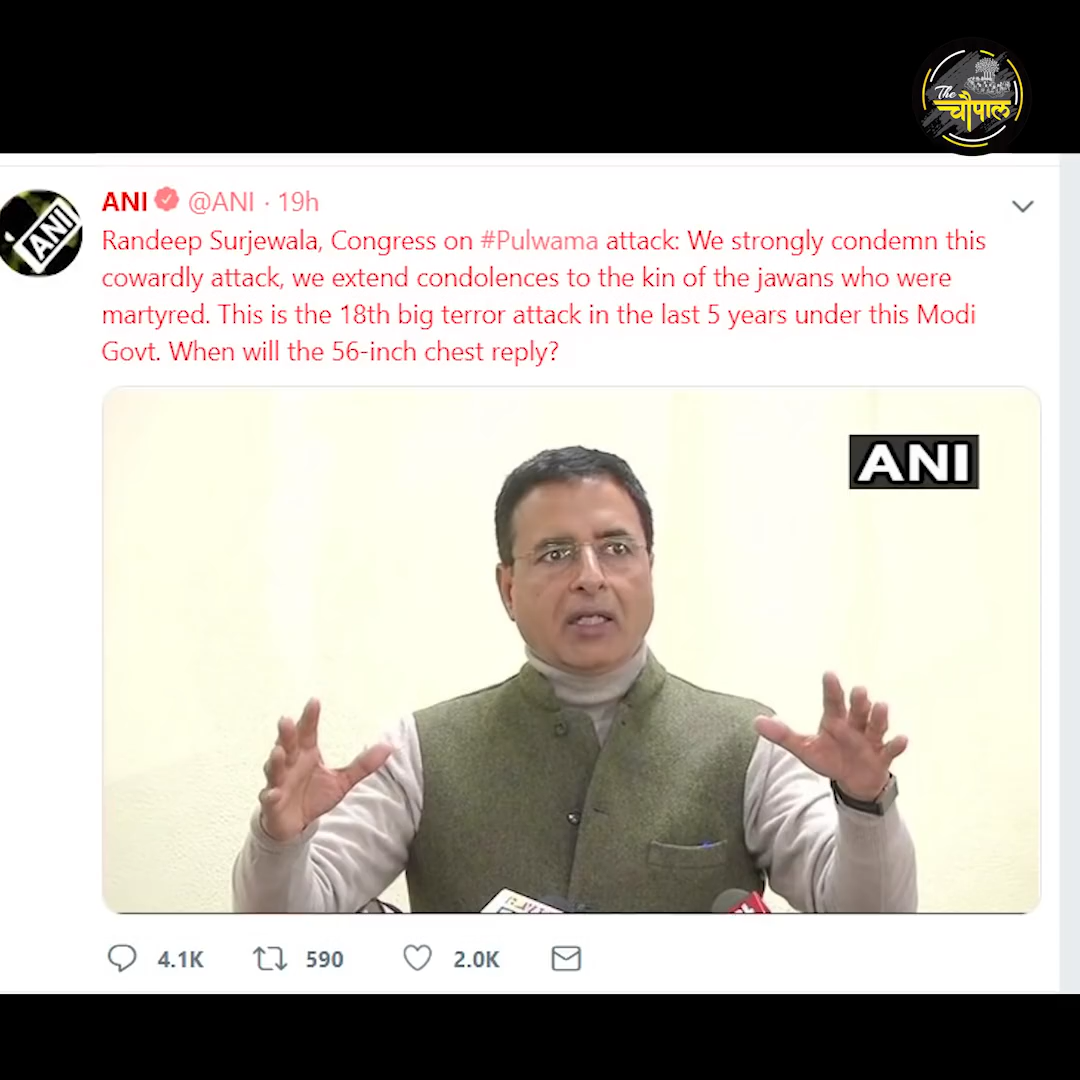 The
चौपाल
ANI @ANI · 19h
ANI
Randeep Surjewala, Congress on #Pulwama attack: We strongly condemn this
cowardly attack, we extend condolences to the kin of the jawans who were
martyred. This is the 18th big terror attack in the last 5 years under this Modi
Govt. When will the 56-inch chest reply?
ANI
4.1K 590 2.0K